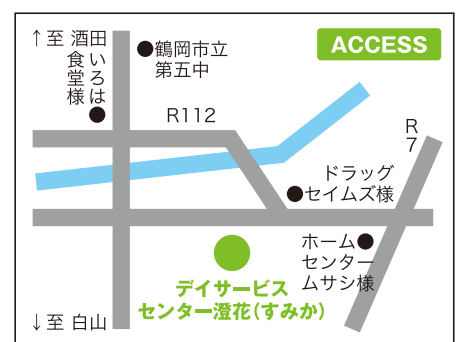 ↑至 酒田
ACCESS
いろは
食堂様
鶴岡市立
第五中
R112
R7
ドラッグ
セイムズ様
ホーム
センター
ムサシ様
デイサービス
センター澄花(すみか)
↓至 白山